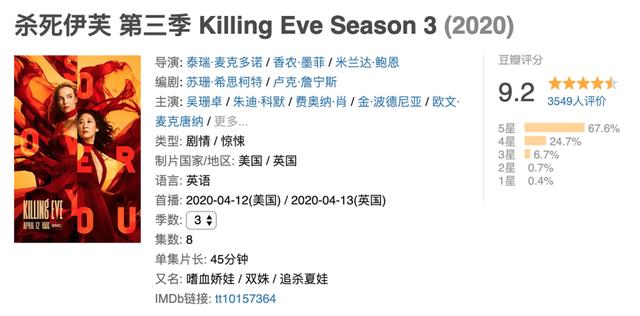 杀死伊芙 第三季 Killing Eve Season 3 (2020)
SO
OVER
YOU
KILLING EVE
APRIL 12
AMC
导演: 泰瑞·麦克多诺 / 香农·墨菲 / 米兰达·鲍恩
编剧: 苏珊·希思柯特 / 卢克·詹宁斯
主演: 吴珊卓 / 朱迪·科默 / 费奥纳·肖 / 金·波德尼亚 / 欧文·
麦克唐纳 / 更多...
类型: 剧情 / 惊悚
制片国家/地区: 美国 / 英国
语言: 英语
首播: 2020-04-12(美国) / 2020-04-13(英国)
季数: 3
集数: 8
单集片长: 45分钟
又名: 嗜血娇娃 / 双姝 / 追杀夏娃
IMDb链接: tt10157364
豆瓣评分
9.2
3549人评价
5星 67.6%
4星 24.7%
3星 6.7%
2星 0.7%
1星 0.4%